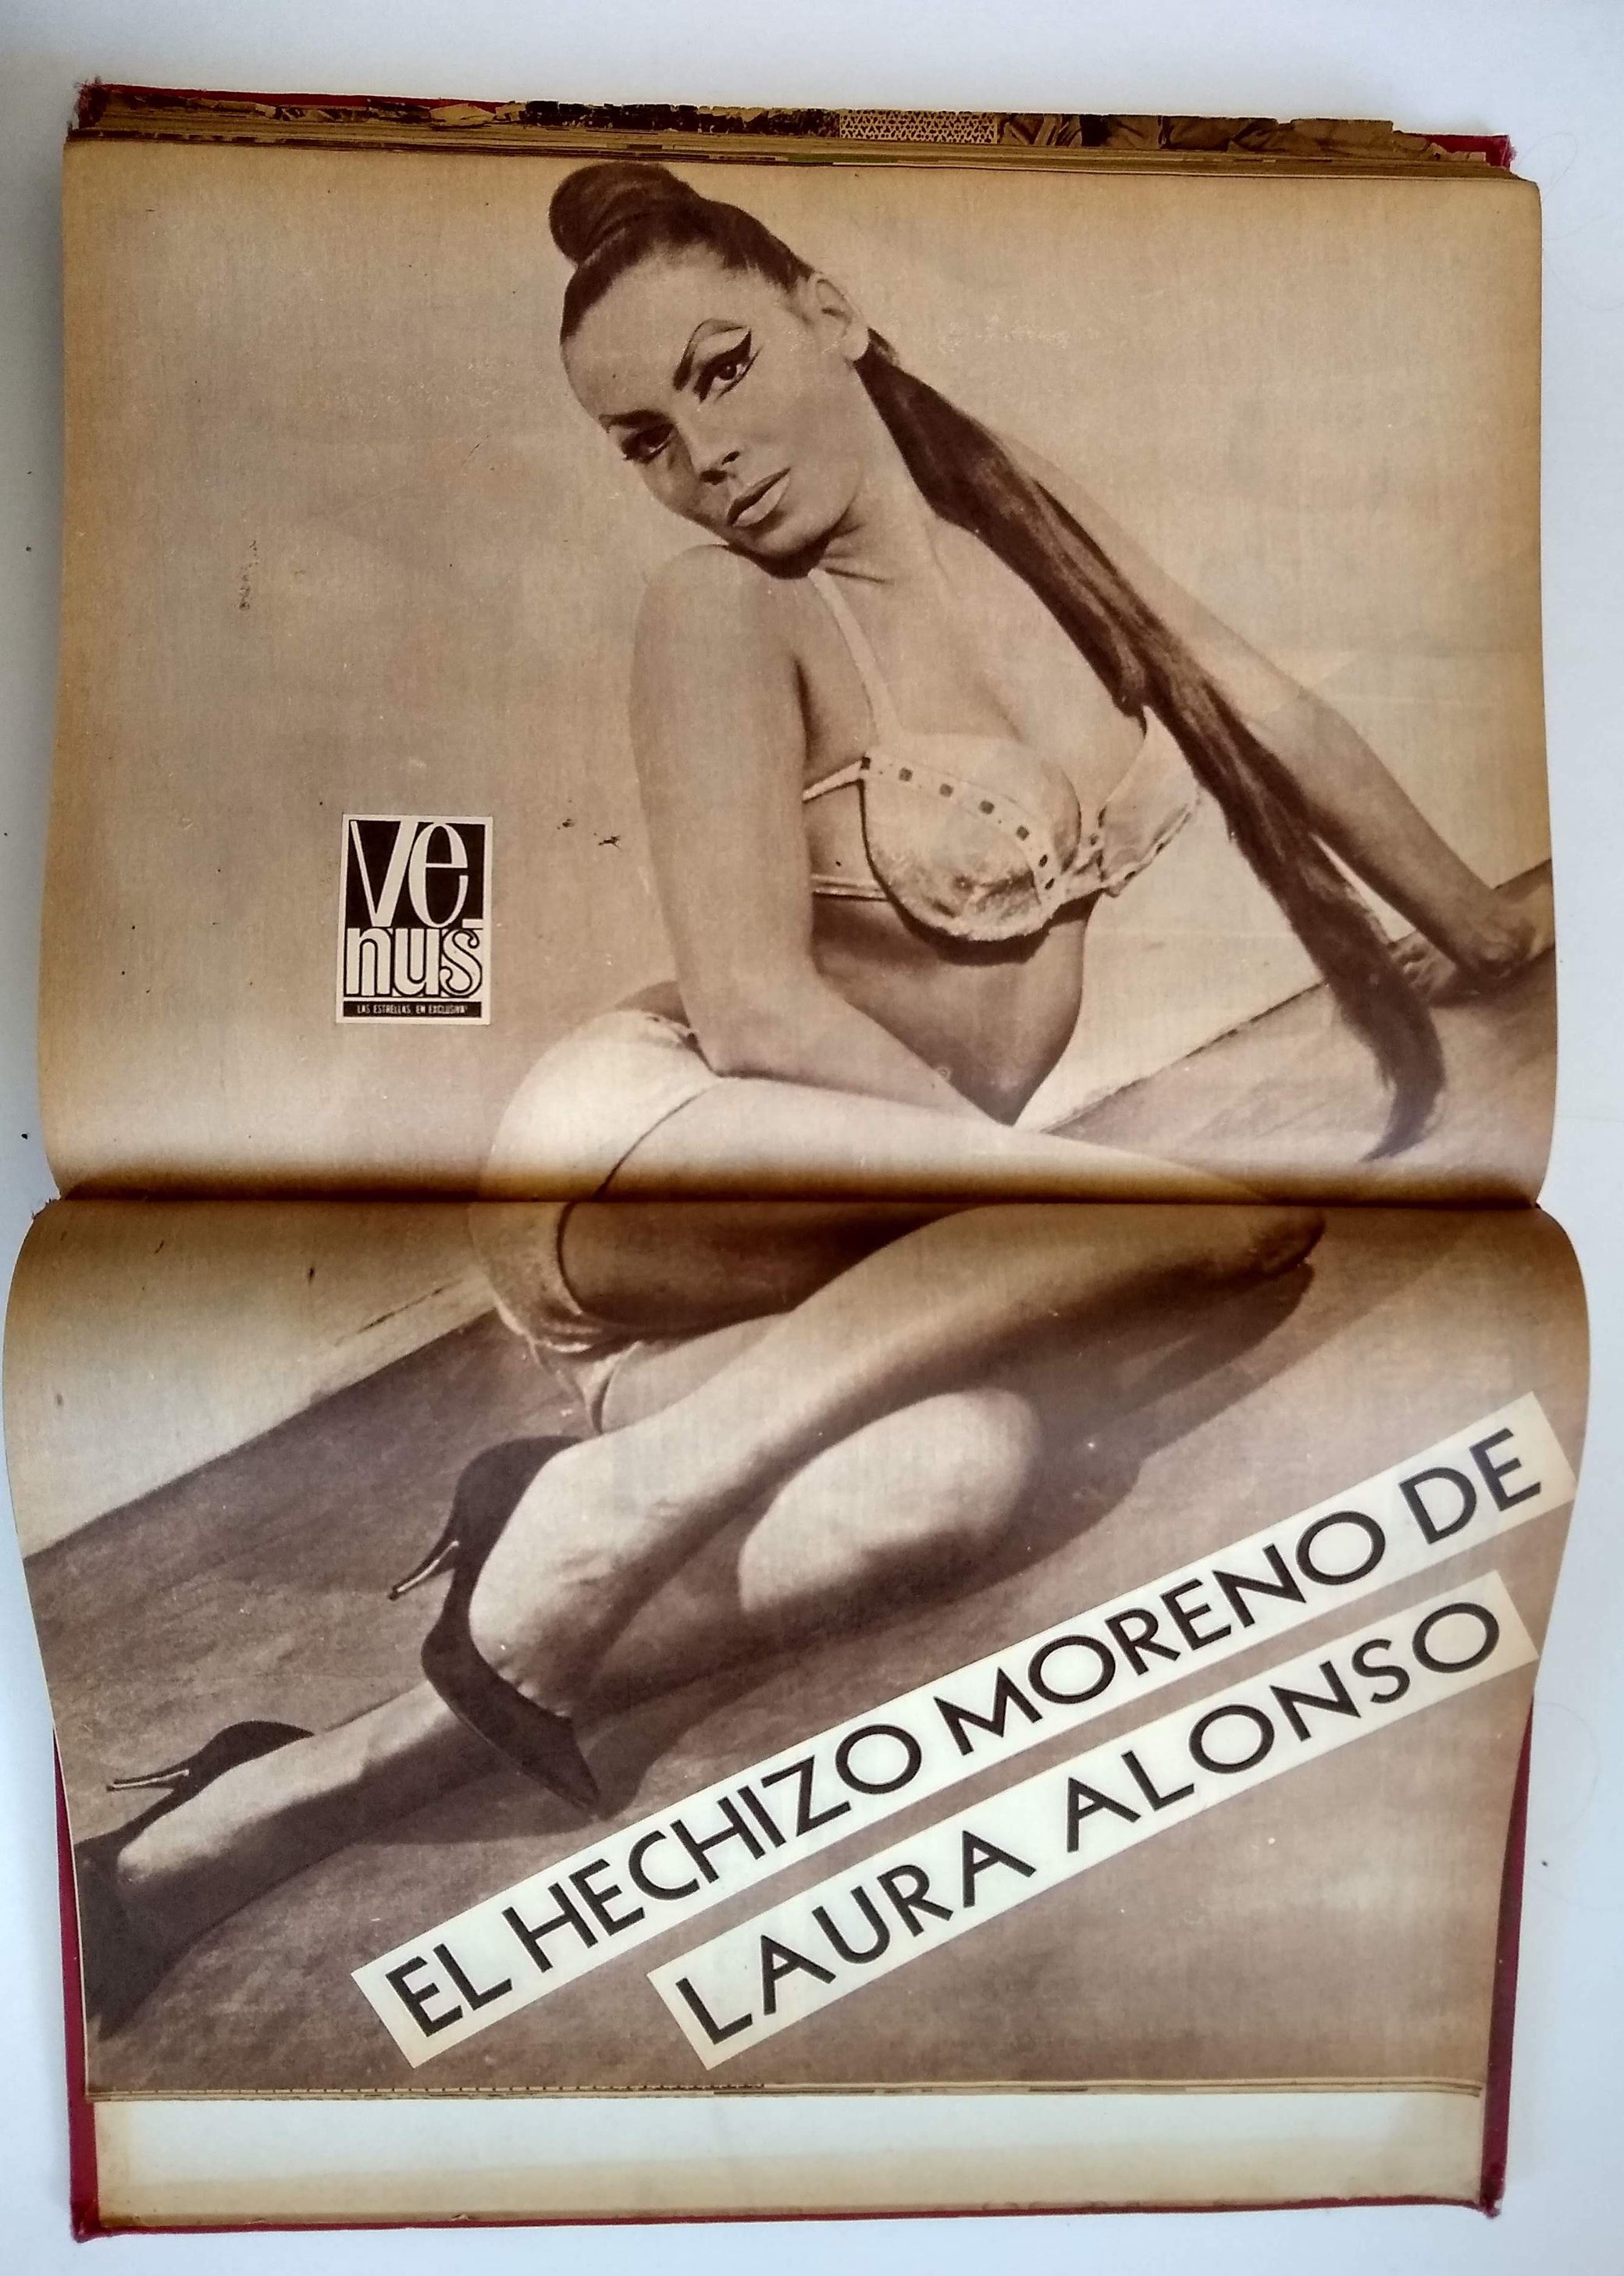 Ve
nus
LAS ESTRELLAS EN EXCLUSIVA
EL HECHIZO MORENO DE
LAURA ALONSO